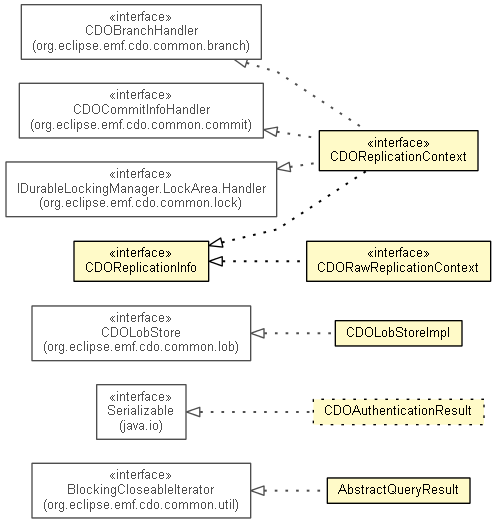 «interface»
CDOBranchHandler
(org.eclipse.emf.cdo.common.branch)
«interface»
CDOCommitInfoHandler
(org.eclipse.emf.cdo.common.commit)
«interface»
CDOReplicationContext
«interface»
IDurableLockingManager.LockArea.Handler
(org.eclipse.emf.cdo.common.lock)
«interface»
CDOReplicationInfo
«interface»
CDORawReplicationContext
«interface»
CDOLobStore
(org.eclipse.emf.cdo.common.lob)
CDOLobStoreImpl
«interface»
Serializable
(java.io)
CDOAuthenticationResult
«interface»
BlockingCloseableIterator
(org.eclipse.emf.cdo.common.util)
AbstractQueryResult